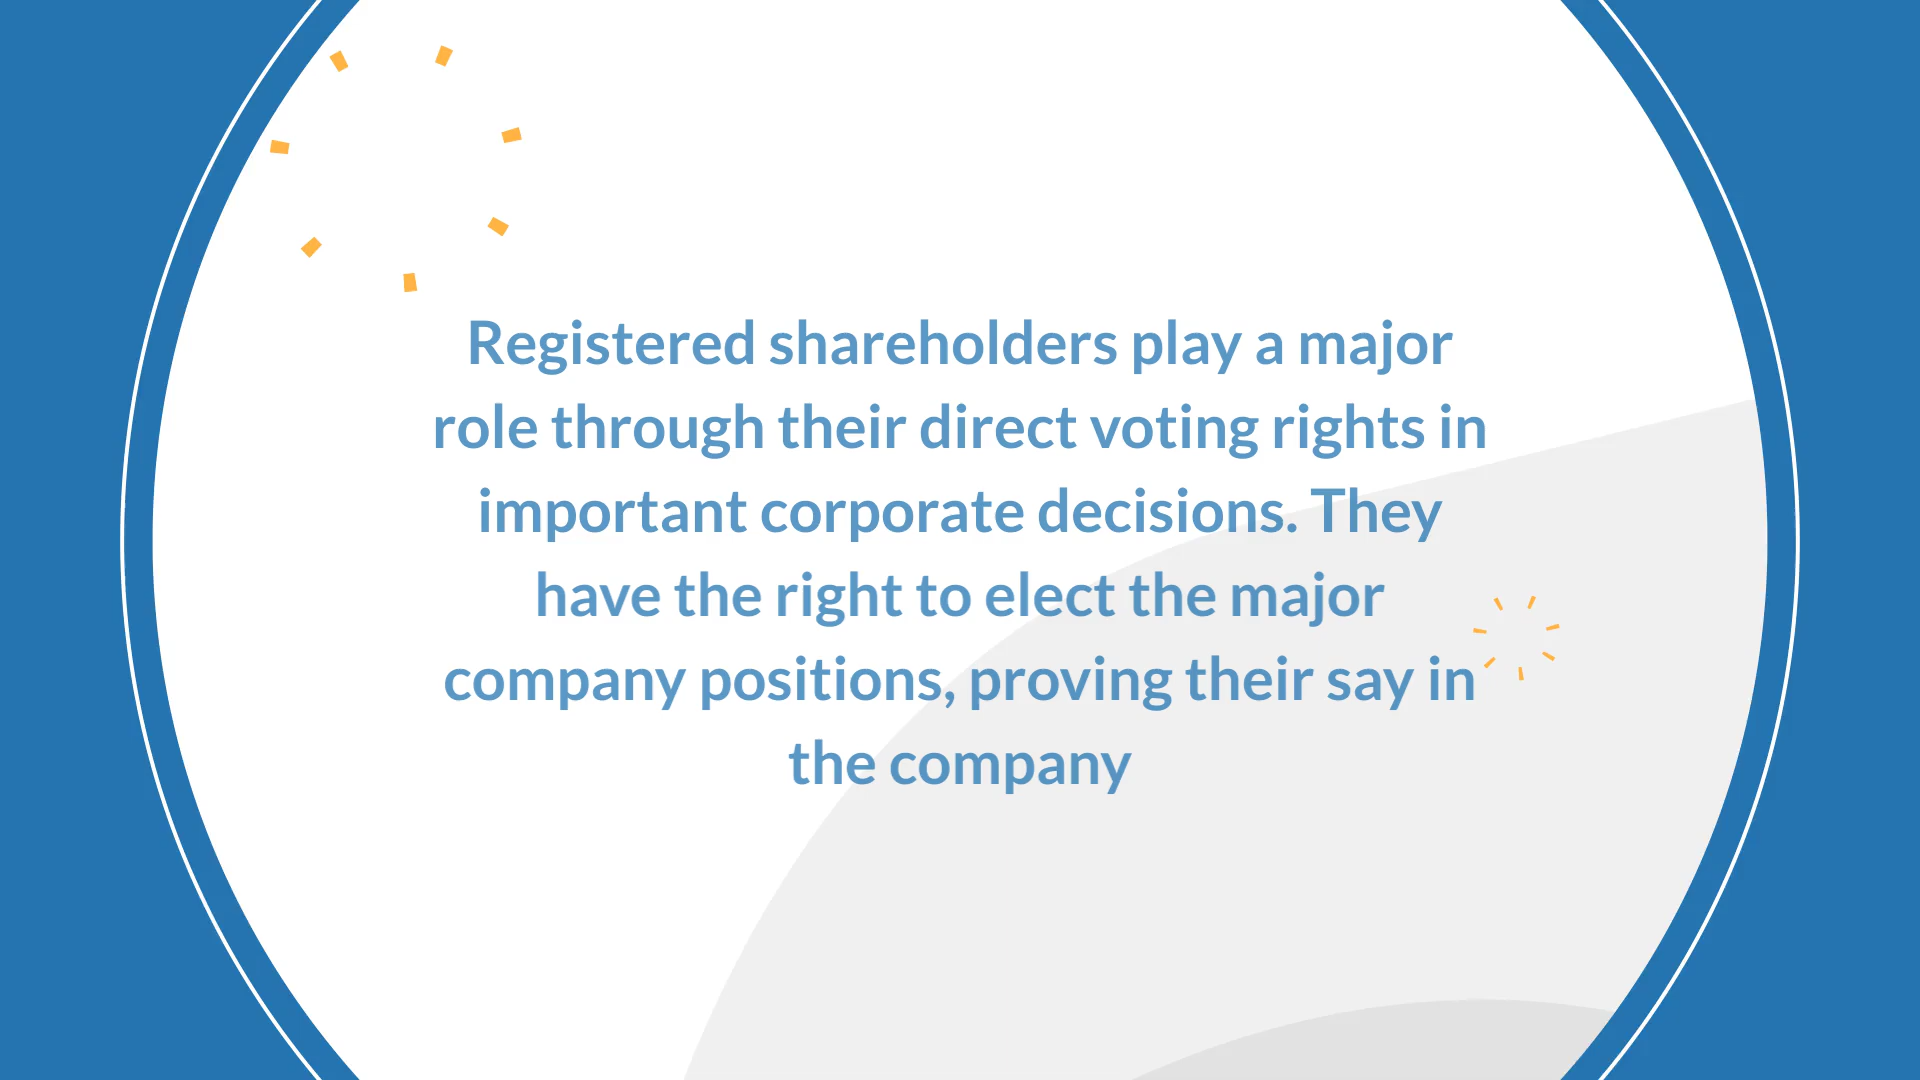 Registered shareholders play a major
role through their direct voting rights in
important corporate decisions. They
have the right to elect the major
company positions, proving their say in
the company